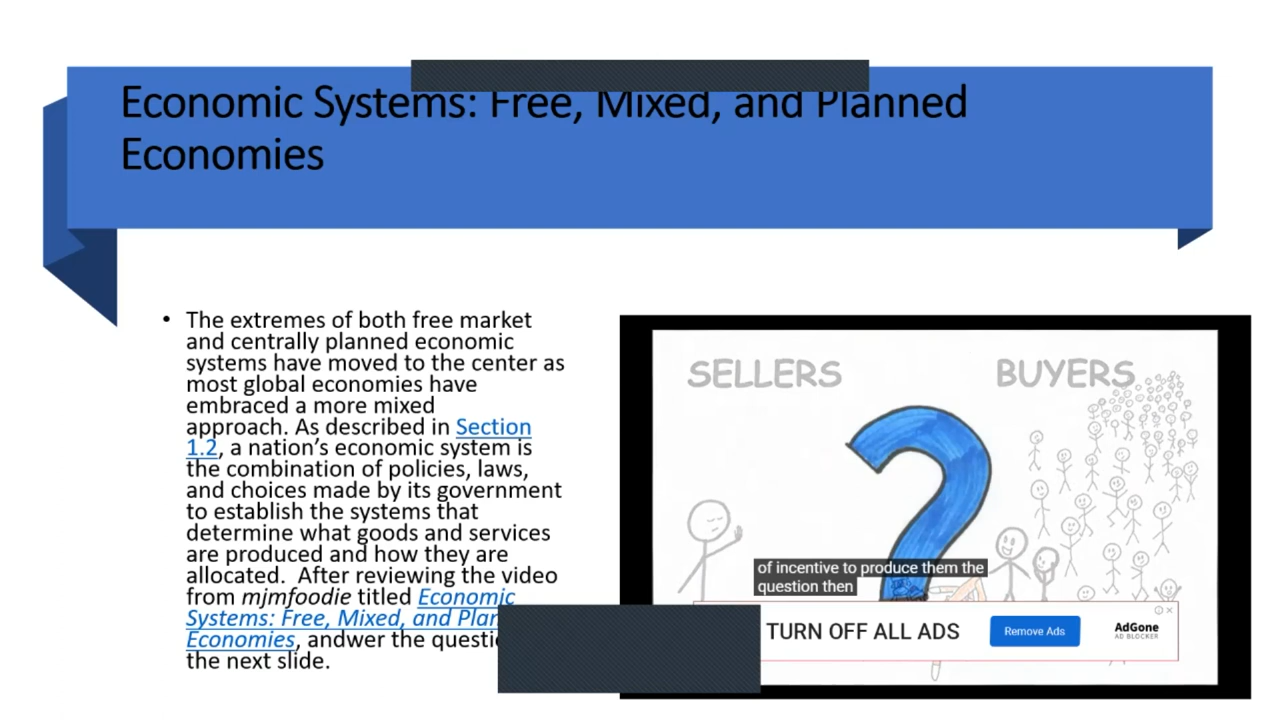 Economic Systems: Free, Mixed, and Planned
Economies
• The extremes of both free market
and centrally planned economic
systems have moved to the center as
most global economies have
embraced a more mixed
approach. As described in Section
1.2, a nation's economic system is
the combination of policies, laws,
and choices made by its government
to establish the systems that
determine what goods and services
are produced and how they are
allocated. After reviewing the video
from mjmfoodie titled Economic
Systems: Free, Mixed, and
Economies, andwer the
the next slide.
SELLERS
BUYERS
of incentive to produce them the
question then
TURN OFF ALL ADS
Remove Ads
AdGone
AD BLOCKER